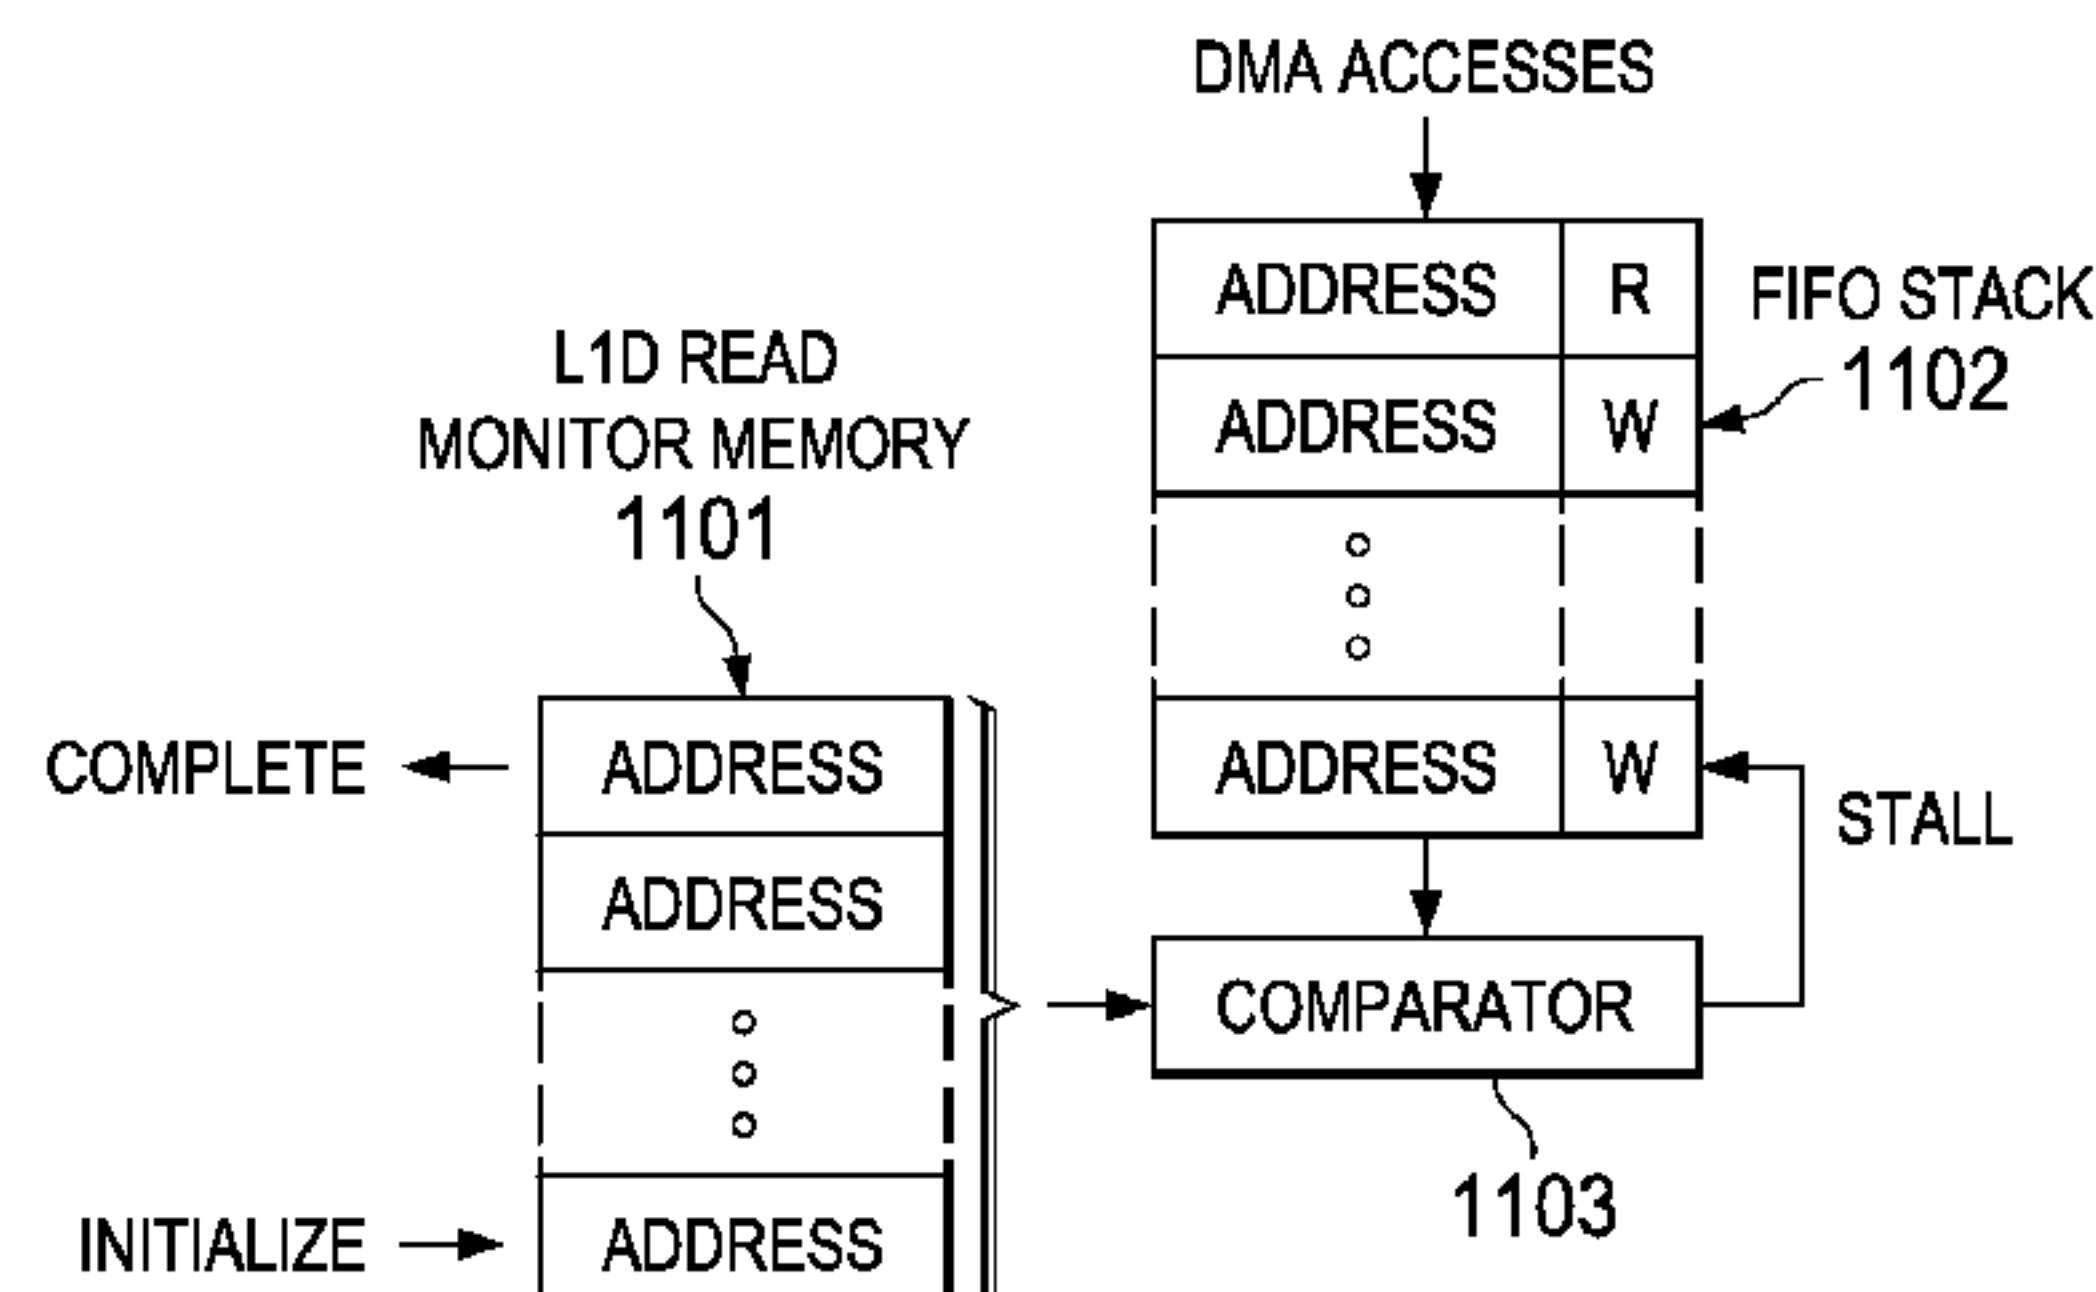 DMA ACCESSES
ADDRESS R
FIFO STACK
1102
ADDRESS W
L1D READ
MONITOR MEMORY
1101
ADDRESS W
STALL
COMPLETE
ADDRESS
ADDRESS
COMPARATOR
1103
INITIALIZE
ADDRESS